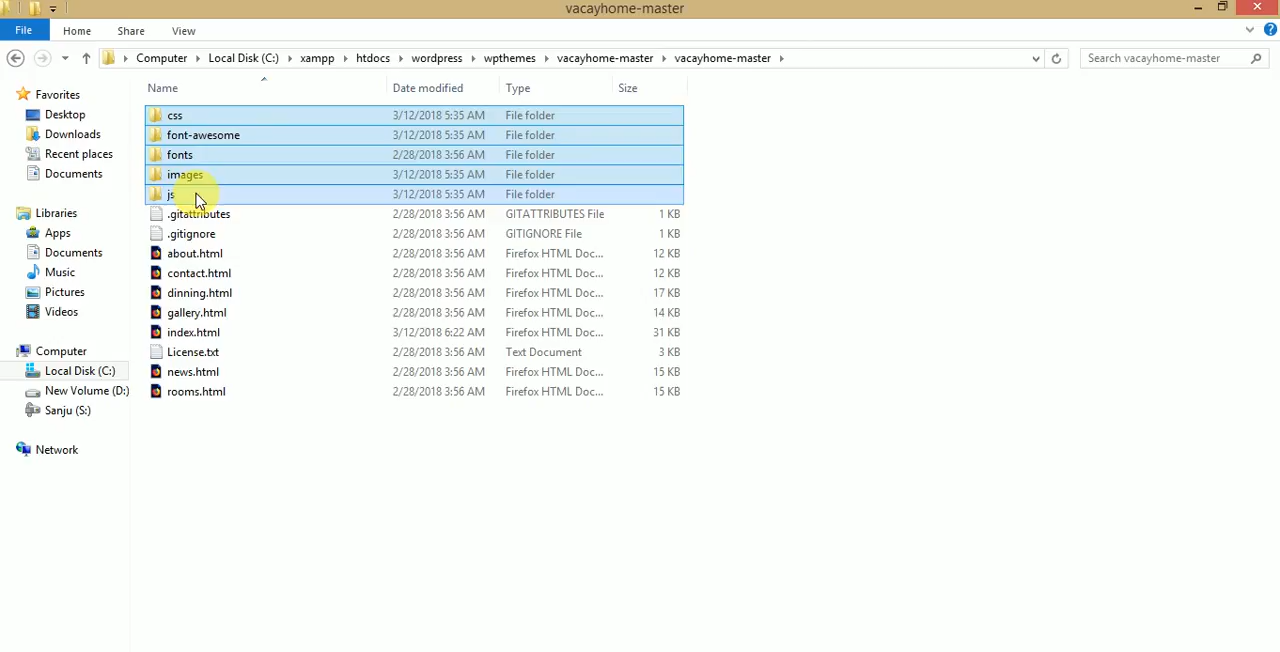 vacayhome-master
File Home Share View
Computer Local Disk (C:) xampp htdocs wordpress wpthemes vacayhome-master vacayhome-master Search vacayhome-master
Name Date modified Type Size
Favorites
Desktop
Downloads
Recent places
Documents
Libraries
Apps
Documents
Music
Pictures
Videos
Computer
Local Disk (C:)
New Volume (D:)
Sanju (S:)
Network
css 3/12/2018 5:35 AM File folder
font-awesome 3/12/2018 5:35 AM File folder
fonts 2/28/2018 3:56 AM File folder
images 3/12/2018 5:35 AM File folder
js 3/12/2018 5:35 AM File folder
.gitattributes 2/28/2018 3:56 AM GITATTRIBUTES File 1 KB
.gitignore 2/28/2018 3:56 AM GITIGNORE File 1 KB
about.html 2/28/2018 3:56 AM Firefox HTML Doc... 12 KB
contact.html 2/28/2018 3:56 AM Firefox HTML Doc... 12 KB
dinning.html 2/28/2018 3:56 AM Firefox HTML Doc... 17 KB
gallery.html 2/28/2018 3:56 AM Firefox HTML Doc... 14 KB
index.html 3/12/2018 6:22 AM Firefox HTML Doc... 31 KB
License.txt 2/28/2018 3:56 AM Text Document 3 KB
news.html 2/28/2018 3:56 AM Firefox HTML Doc... 15 KB
rooms.html 2/28/2018 3:56 AM Firefox HTML Doc... 15 KB